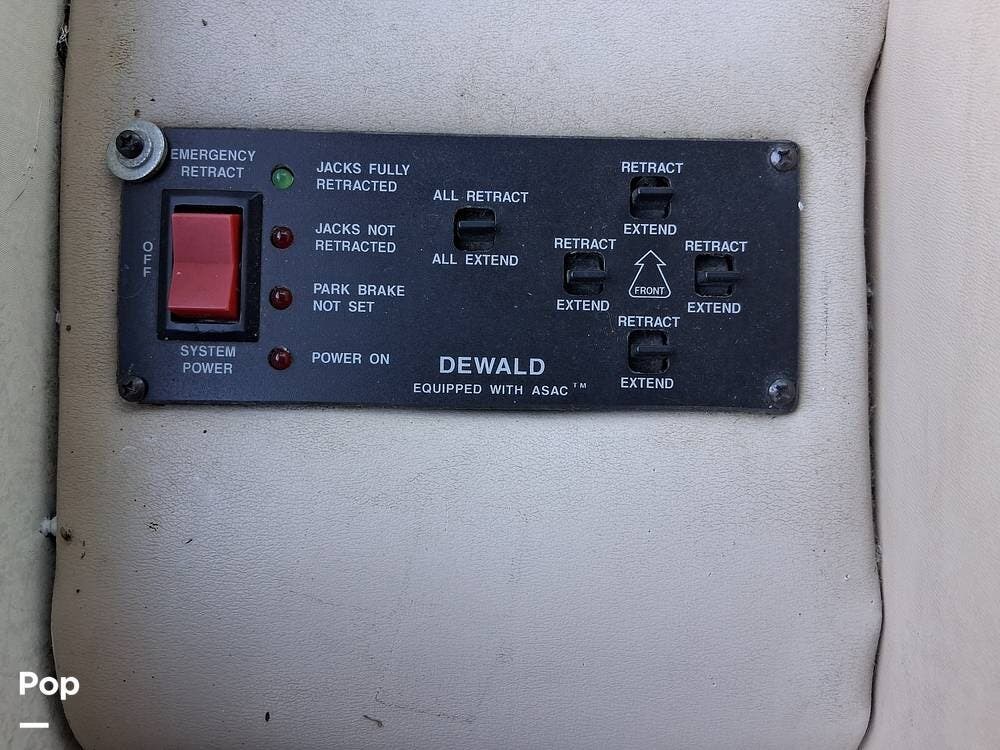 EMERGENCY
RETRACT
OFF
SYSTEM
POWER
JACKS FULLY
RETRACTED
JACKS NOT
RETRACTED
PARK BRAKE
NOT SET
POWER ON
ALL RETRACT
ALL EXTEND
DEWALD
EQUIPPED WITH ASAC™
RETRACT
EXTEND
RETRACT
EXTEND
FRONT
RETRACT
EXTEND
RETRACT
EXTEND
Pop